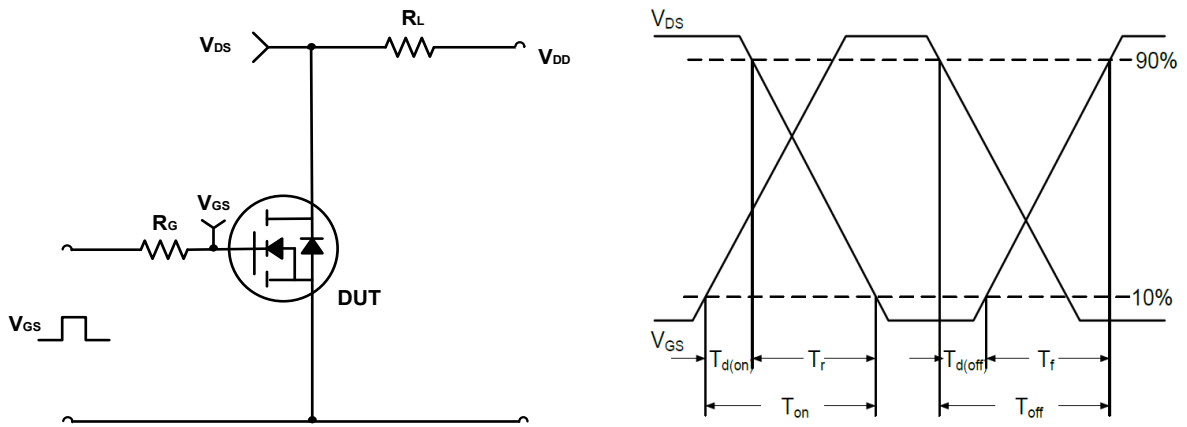 RL
VDS
VDD
VGS
RG
DUT
VGS
VDS
90%
10%
VGS
Td(on)
Tr
Td(off)
Tf
Ton
Toff